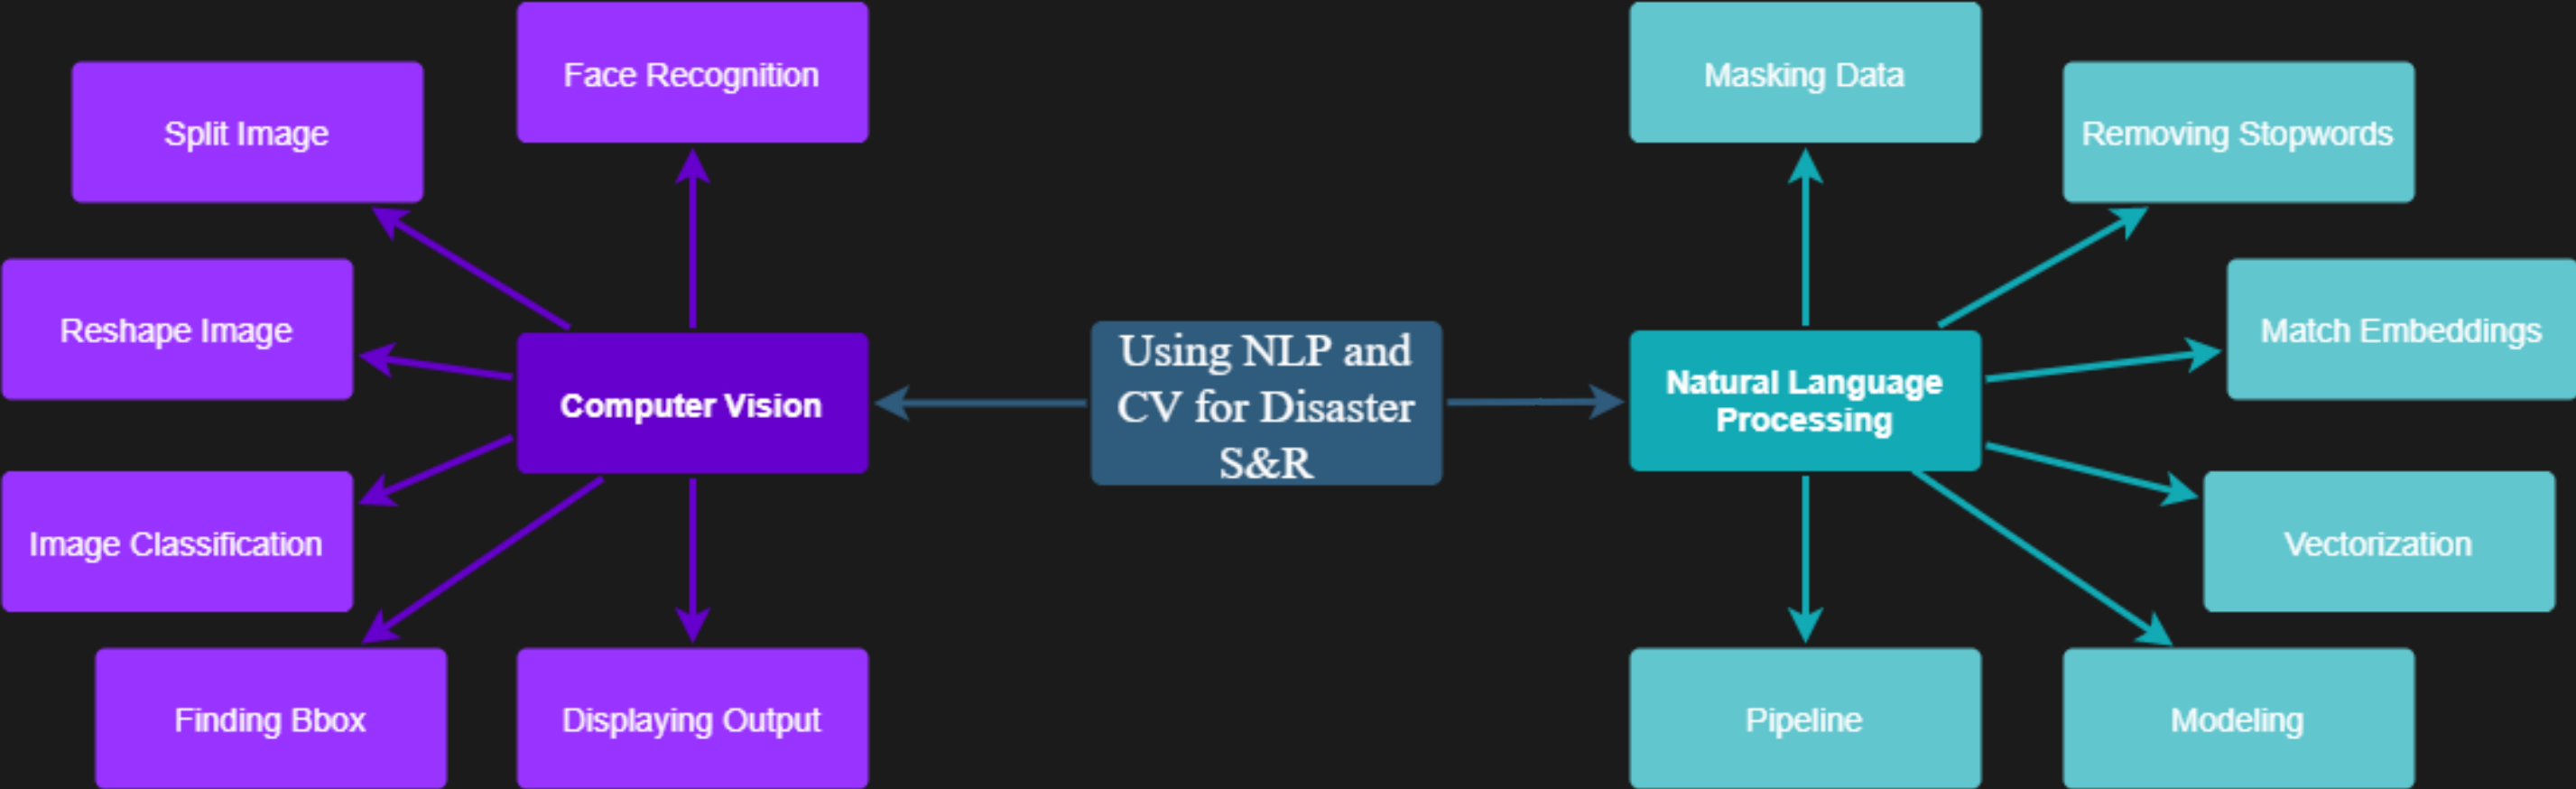 Face Recognition
Split Image
Reshape Image
Computer Vision
Image Classification
Finding Bbox
Displaying Output
Using NLP and
CV for Disaster
S&R
Masking Data
Removing Stopwords
Match Embeddings
Natural Language
Processing
Vectorization
Pipeline
Modeling